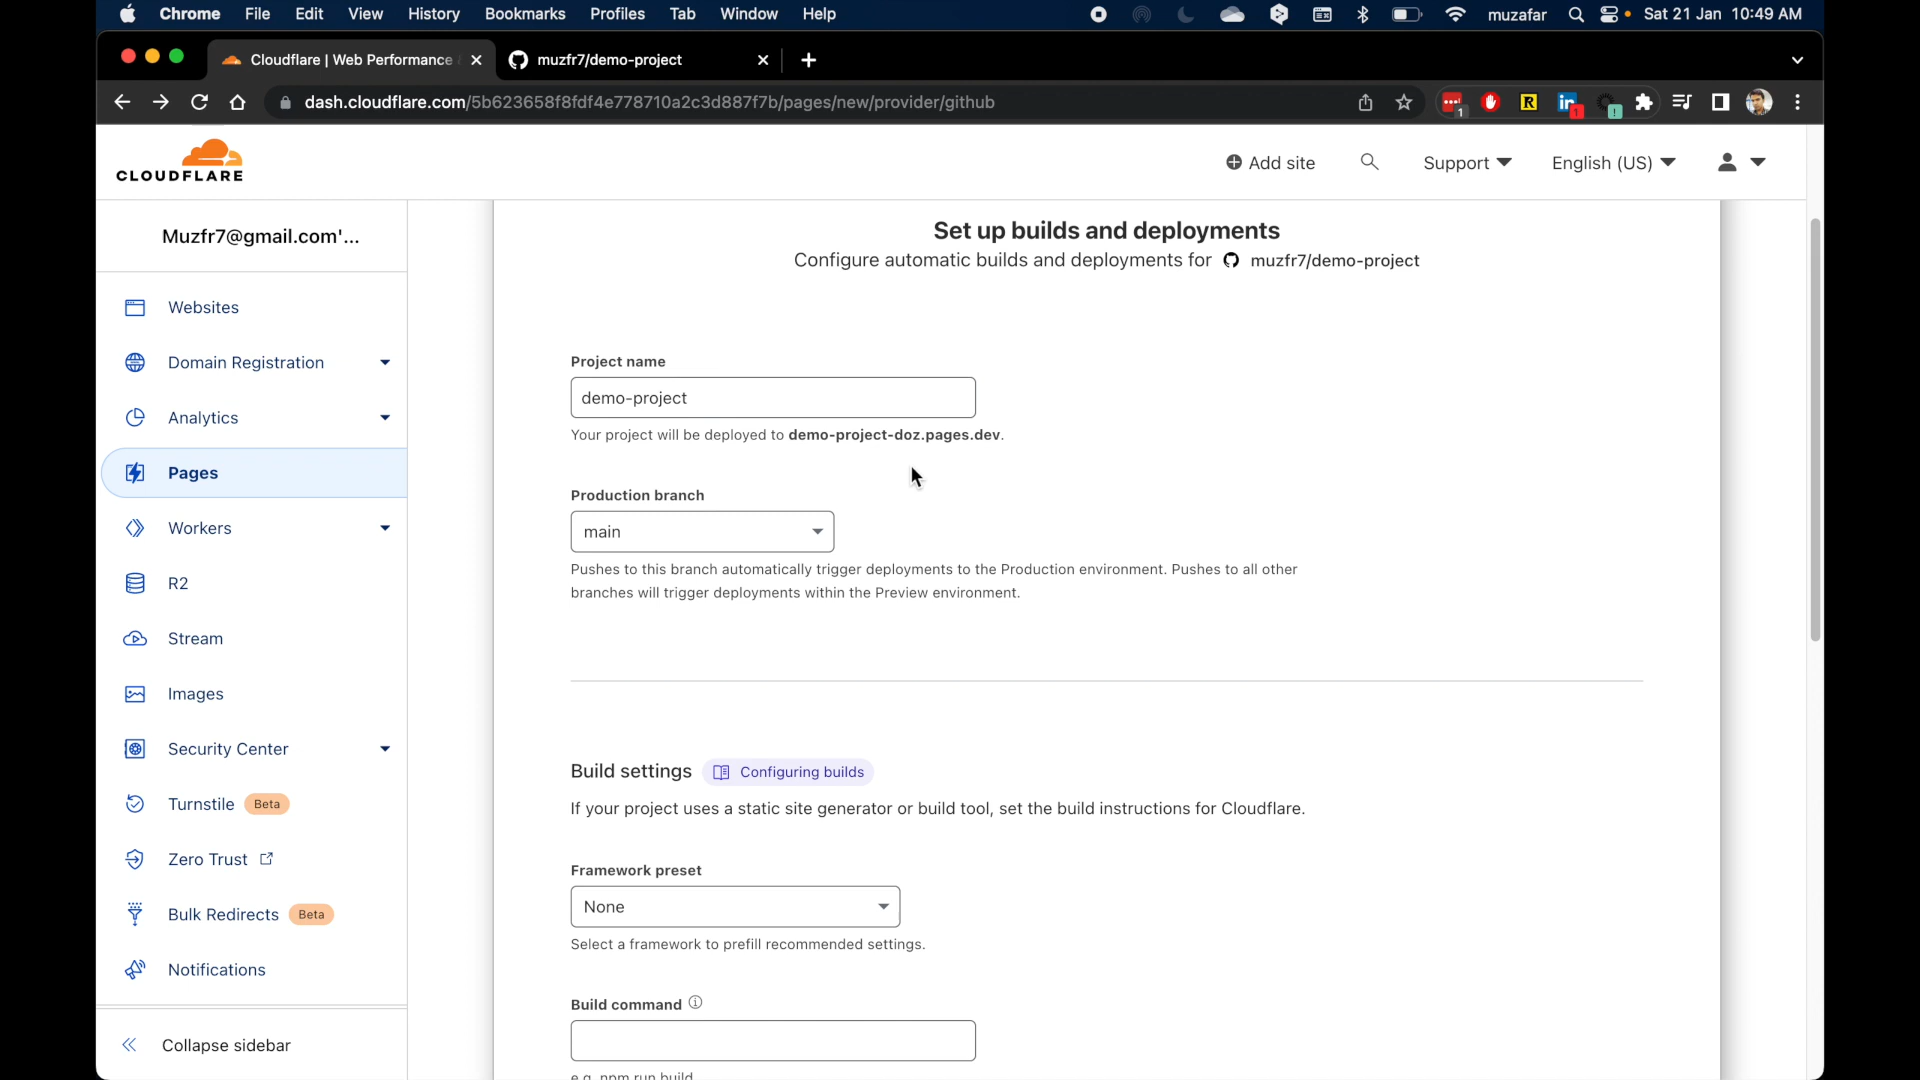 Chrome File Edit View History Bookmarks Profiles Tab Window Help muzafar Sat 21 Jan 10:49 AM
Cloudflare | Web Performance muzfr7/demo-project
dash.cloudflare.com/5b623658f8fdf4e778710a2c3d887f7b/pages/new/provider/github
CLOUDFLARE
Add site Support English (US)
Muzfr7@gmail.com'...
Websites
Domain Registration
Analytics
Pages
Workers
R2
Stream
Images
Security Center
Turnstile Beta
Zero Trust
Bulk Redirects Beta
Notifications
Collapse sidebar
Set up builds and deployments
Configure automatic builds and deployments for muzfr7/demo-project
Project name
demo-project
Your project will be deployed to demo-project-doz.pages.dev.
Production branch
main
Pushes to this branch automatically trigger deployments to the Production environment. Pushes to all other
branches will trigger deployments within the Preview environment.
Build settings Configuring builds
If your project uses a static site generator or build tool, set the build instructions for Cloudflare.
Framework preset
None
Select a framework to prefill recommended settings.
Build command
e.g. npm run build